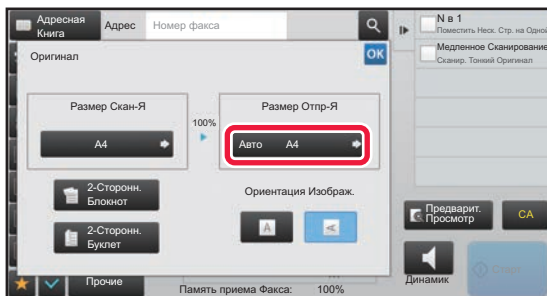 Адресная
Книга
Адрес
Номер факса
N в 1
Поместить Неск. Стр. на Одной
Медленное Сканирование
Сканир. Тонкий Оригинал
Оригинал
OK
Размер Скан-Я
100%
Размер Отпр-Я
A4
Авто A4
2-Сторонн.
Блокнот
Ориентация Изображ.
2-Сторонн.
Буклет
A
A
Предварит.
Просмотр
CA
Прочие
Память приема Факса: 100%
Динамик
Старт